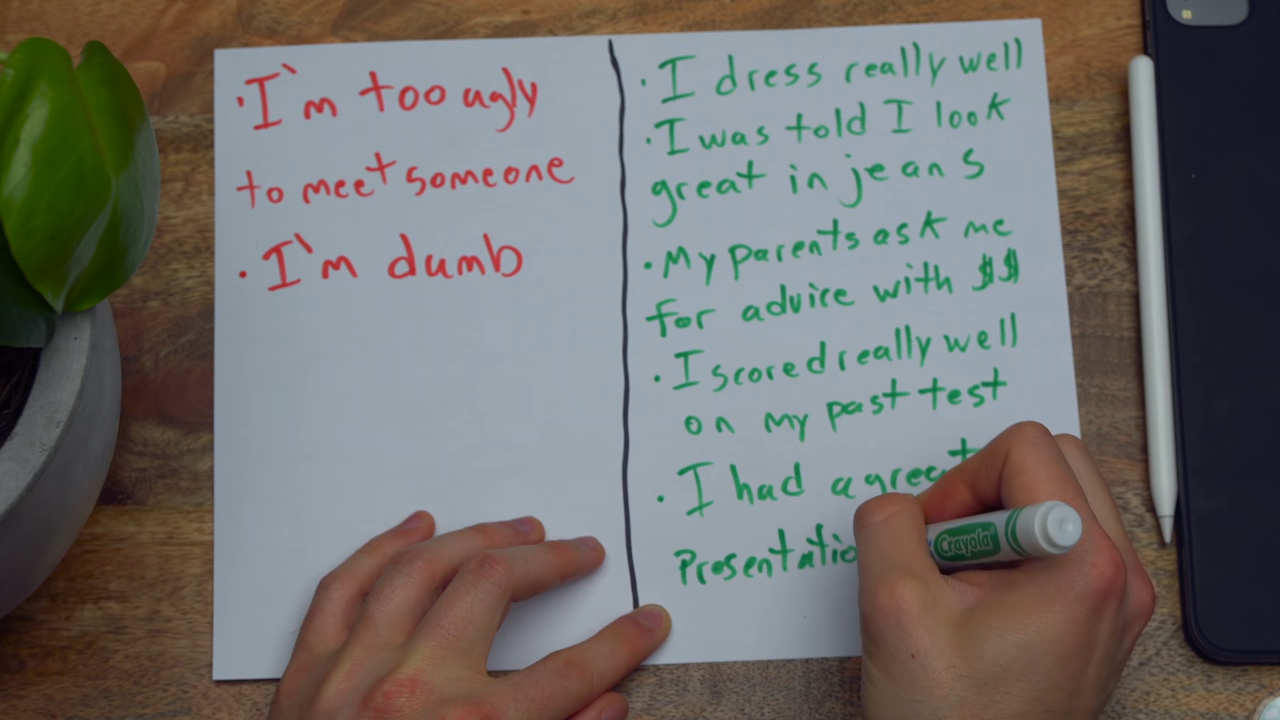 ·I`m too ugly
to meet someone
·I`m dumb
·I dress really well
·I was told I look
great in jeans
·My parents ask me
for advice with $$
·I scored really well
on my past test
·I had a great
Presentatio
Crayola